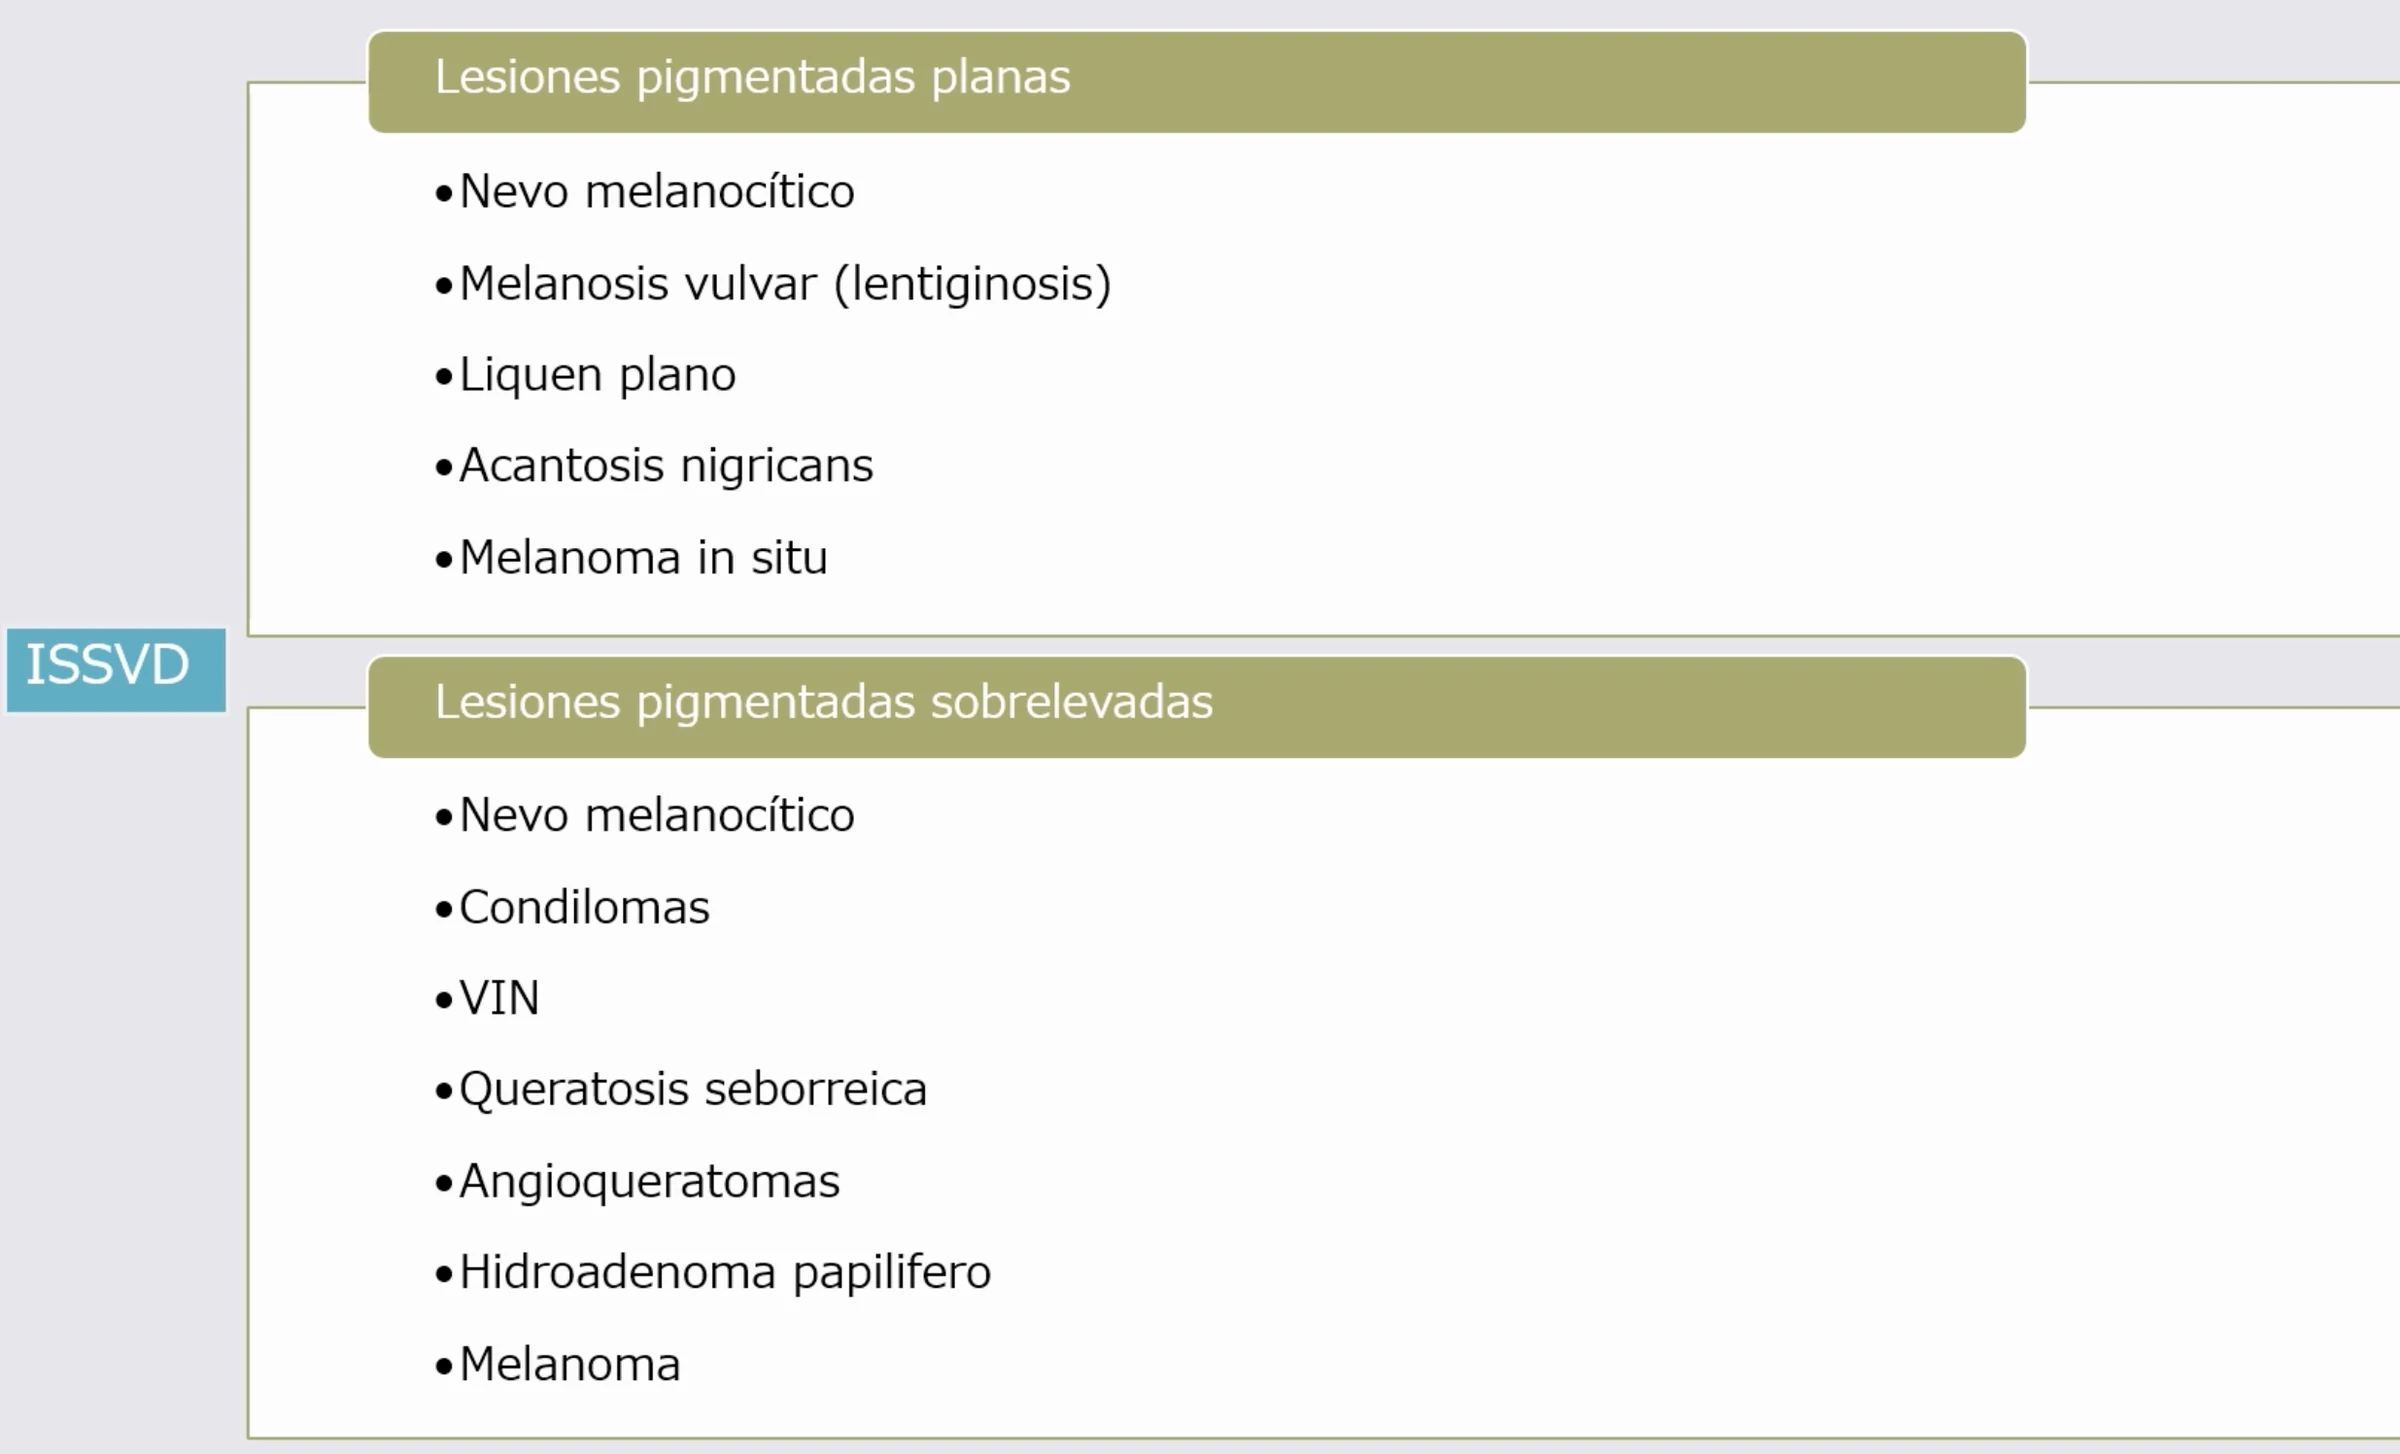 Lesiones pigmentadas planas
•Nevo melanocítico
•Melanosis vulvar (lentiginosis)
•Liquen plano
•Acantosis nigricans
•Melanoma in situ
ISSVD
Lesiones pigmentadas sobrelevadas
•Nevo melanocítico
•Condilomas
•VIN
•Queratosis seborreica
•Angioqueratomas
•Hidroadenoma papilifero
•Melanoma